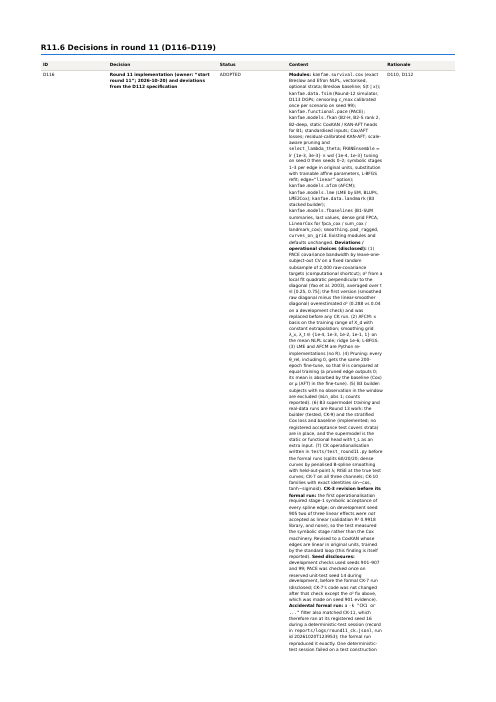 R11.6 Decisions in round 11 (D116–D119)
ID Decision Status Content Rationale
D116 Round 11 implementation (owner: "start round 11"; 2026-10-20) and deviations from the D112 specification ADOPTED
Modules: kanfae.survival.cox (exact
Breslow and Efron NLPL, vectorised,
optional strata; Breslow baseline; S(t | x));
kanfae.data.fsim (Round-12 simulator,
D113 DGPs, censoring c_max calibrated
once per scenario on seed 99);
kanfae.functional.pace (PACE);
kanfae.models.fkan (B2-H, B2-S rank 2,
B2-deep, static CoxKAN / KAN-AFT heads
for B1; standardised inputs; Cox/AFT
losses, residual-calibrated KAN-AFT; scale-
aware pruning and
select_lambda_theta; FKANEnsemble =
lr {1e-3, 3e-3} × wd {1e-4, 1e-3} tuning
on seed 0 then seeds 0–2; symbolic stages
1–3 per edge in original units, substitution
with trainable affine parameters, L-BFGS
refit; edge="linear" option);
kanfae.models.afcm (AFCM);
kanfae.models.lme (LME by EM, BLUPs,
LME2Cox); kanfae.data.landmark (B3
stacked builder);
kanfae.models.fbaselines (B1-SUM
summaries, last values, dense grid FPCA,
LinearCox for fpca_cox / sum_cox /
landmark_cox); smoothing.pad_ragged,
curves_on_grid. Existing modules and
defaults unchanged. Deviations /
operational choices (disclosed): (1)
PACE covariance bandwidth by leave-one-
subject-out CV on a fixed random
subsample of 2,000 raw-covariance
targets (computational shortcut); σ² from a
local fit quadratic perpendicular to the
diagonal (Yao et al. 2003), averaged over t
∈ [0.25, 0.75]; the first version (smoothed
raw diagonal minus the linear-smoother
diagonal) overestimated σ² (0.288 vs 0.04
on a development check) and was
replaced before any CK run. (2) AFCM: x
basis on the training range of X_d with
constant extrapolation; smoothing grid
λ_x, λ_t ∈ {1e-4, 1e-3, 1e-2, 1e-1, 1} on
the mean NLPL scale; ridge 1e-6; L-BFGS.
(3) LME and AFCM are Python re-
implementations (no R). (4) Pruning: every
θ_rel, including 0, gets the same 200-
epoch fine-tune, so that θ is compared at
equal training (a pruned edge outputs 0;
its mean is absorbed by the baseline (Cox)
or μ (AFT) in the fine-tune). (5) B3 builder:
subjects with no observation in the window
are excluded (min_obs 1; counts
reported). (6) B3 supermodel training and
real-data runs are Round 13 work: the
builder (tested, CK-9) and the stratified
Cox loss and baseline (implemented; no
registered acceptance test covers strata)
are in place, and the supermodel is the
static or functional head with t_L as an
extra input. (7) CK operationalisation
written in tests/test_round11.py before
the formal runs (splits 60/20/20; dense
curves by penalised B-spline smoothing
with held-out-point λ; RISE at the true test
curves; CK-7 on all three channels; CK-10
families with exact identities sin~cos,
tanh~sigmoid). CK-3 revision before its
formal run: the first operationalisation
required stage-1 symbolic acceptance of
every spline edge; on development seed
905 two of three linear effects were not
accepted as linear (validation R² 0.9918
library, and none), so the test measured
the symbolic stage rather than the Cox
machinery. Revised to a CoxKAN whose
edges are linear in original units, trained
by the standard loop (this finding is itself
reported). Seed disclosures:
development checks used seeds 901–907
and 99; PACE was checked once on
reserved unit-test seed 14 during
development, before the formal CK-7 run
(disclosed; CK-7's code was not changed
after that check except the σ² fix above,
which was made on seed 901 evidence).
Accidental formal run: a -k "CK1 or
..." filter also matched CK-11, which
therefore ran at its registered seed 16
during a deterministic-test session (record
in reports/logs/round11_ck.jsonl, run
id 20261020T123953); the formal run
reproduced it exactly. One deterministic-
test session failed on a test construction
D110, D112